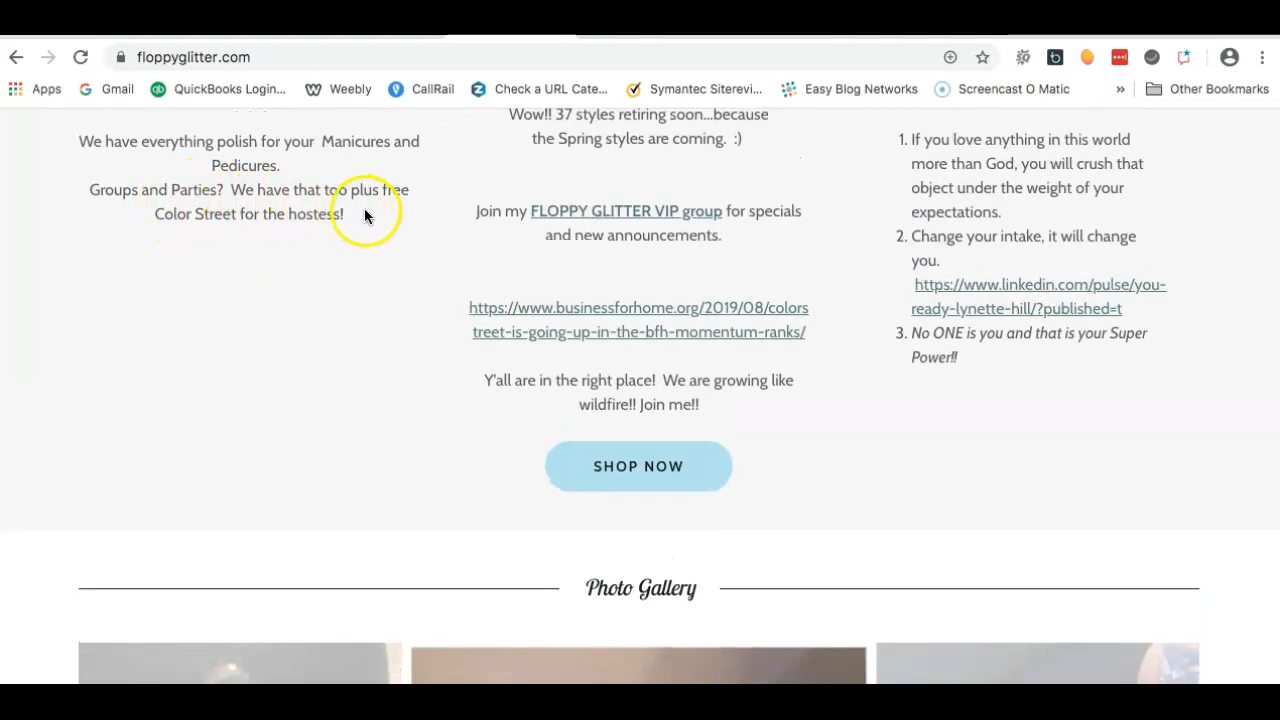 floppyglitter.com
Apps
Gmail
QuickBooks Login...
Weebly
CallRail
Check a URL Cate...
Symantec Siterevi...
Easy Blog Networks
Screencast O Matic
»
Other Bookmarks
We have everything polish for your Manicures and
Pedicures.
Groups and Parties? We have that too plus free
Color Street for the hostess!
Wow!! 37 styles retiring soon...because
the Spring styles are coming. :)
Join my FLOPPY GLITTER VIP group for specials
and new announcements.
https://www.businessforhome.org/2019/08/colors
treet-is-going-up-in-the-bfh-momentum-ranks/
Y'all are in the right place! We are growing like
wildfire!! Join me!!
SHOP NOW
1. If you love anything in this world
more than God, you will crush that
object under the weight of your
expectations.
2. Change your intake, it will change
you.
https://www.linkedin.com/pulse/you-
ready-lynette-hill/?published=t
3. No ONE is you and that is your Super
Power!!
Photo Gallery